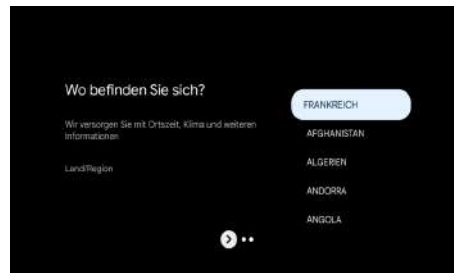 Wo befinden Sie sich?
Wir versorgen Sie mit Ortszeit, Klima und weiteren
Informationen
Land/Region
FRANKREICH
AFGHANISTAN
ALGERIEN
ANDORRA
ANGOLA